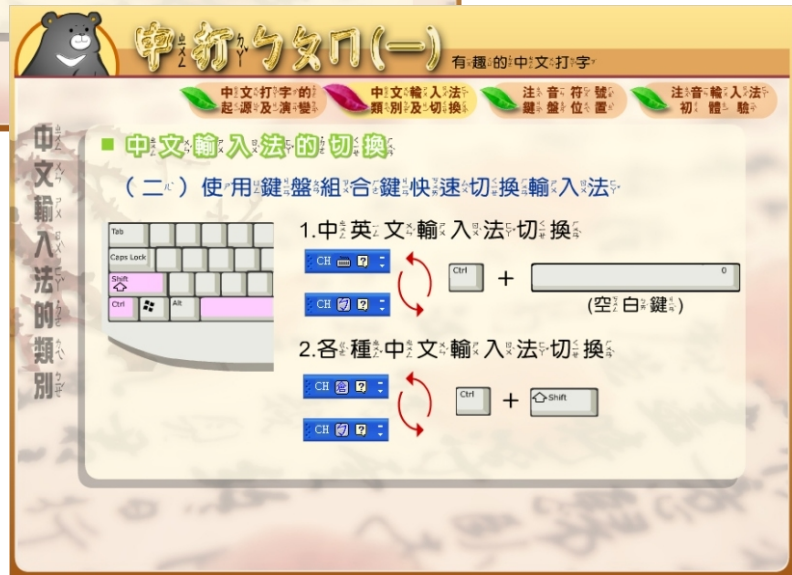 中打ㄅㄆㄇ(一) 有趣的中文打字
中文打字的
起源及演變
中文輸入法
類別及切換
注音符號
鍵盤位置
注音輸入法
初體驗
中文輸入法的類別
中文輸入法的切換
(二)使用鍵盤組合鍵快速切換輸入法
Tab
Caps Lock
Shift
Ctrl Alt
1.中英文輸入法切換
CH
CH
Ctrl + 0
(空白鍵)
2.各種中文輸入法切換
CH
CH
Ctrl + Shift